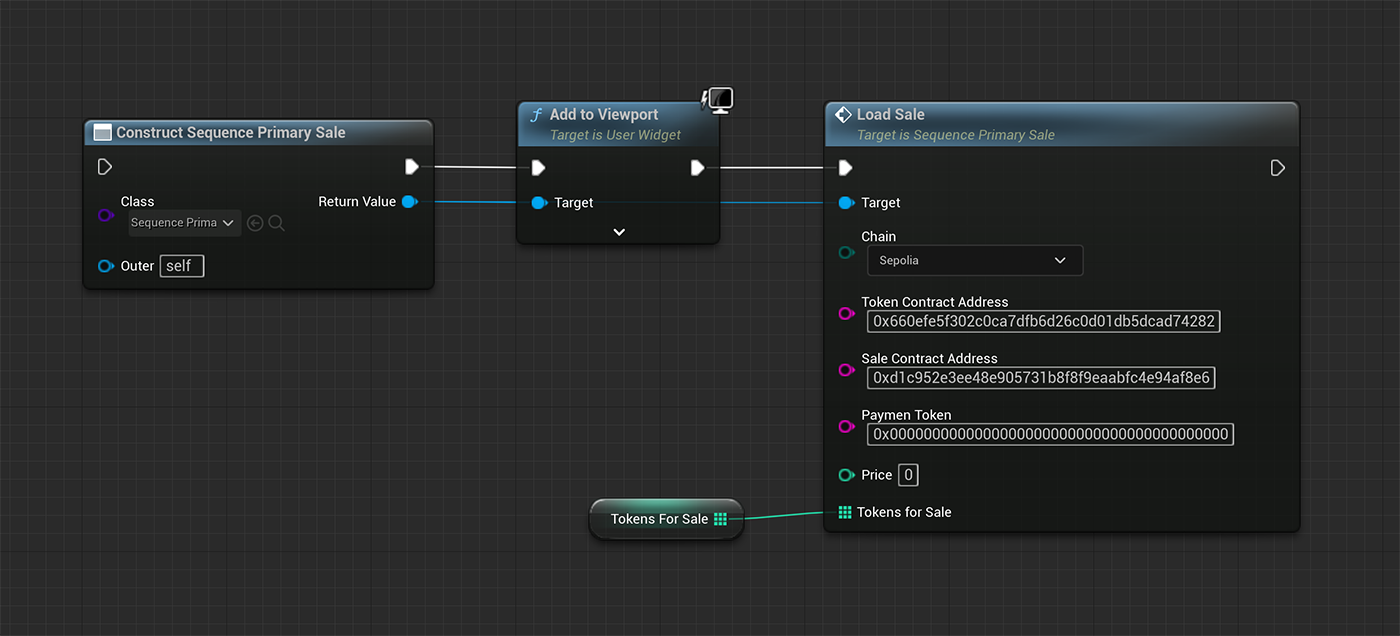 Construct Sequence Primary Sale
Class
Sequence Prima
Return Value
Outer self
Add to Viewport
Target is User Widget
Target
Load Sale
Target is Sequence Primary Sale
Target
Chain
Sepolia
Token Contract Address
0x660efe5f302c0ca7dfb6d26c0d01db5dcad74282
Sale Contract Address
0xd1c952e3ee48e905731b8f8f9eaabfc4e94af8e6
Paymen Token
0x0000000000000000000000000000000000000000
Price 0
Tokens for Sale
Tokens For Sale